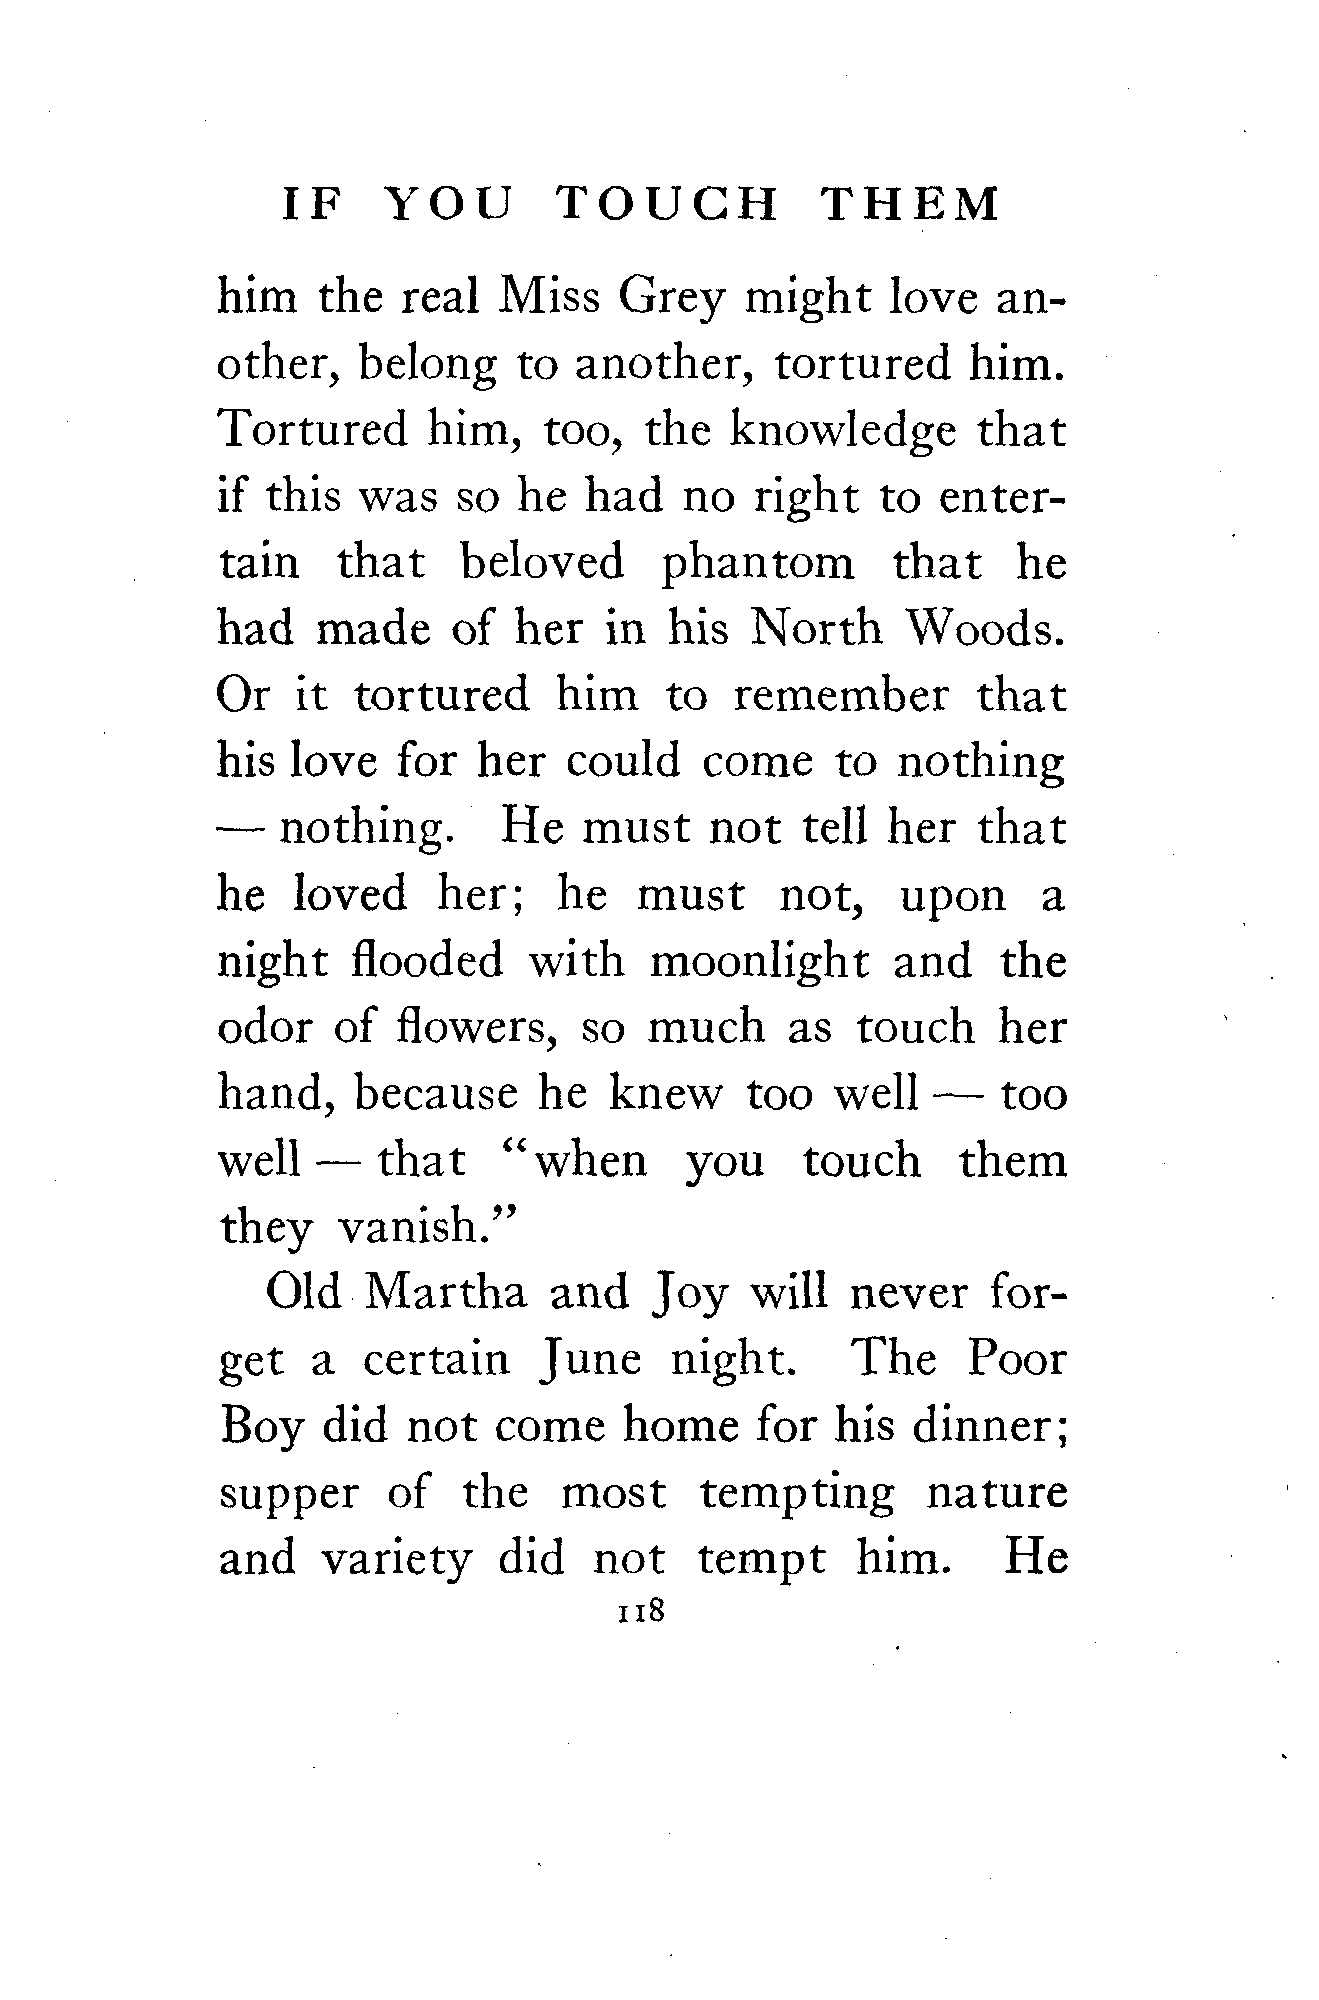 IF YOU TOUCH THEM
him the real Miss Grey might love an-
other, belong to another, tortured him.
Tortured him, too, the knowledge that
if this was so he had no right to enter-
tain that beloved phantom that he
had made of her in his North Woods.
Or it tortured him to remember that
his love for her could come to nothing
— nothing. He must not tell her that
he loved her; he must not, upon a
night flooded with moonlight and the
odor of flowers, so much as touch her
hand, because he knew too well — too
well — that “when you touch them
they vanish.”
Old Martha and Joy will never for-
get a certain June night. The Poor
Boy did not come home for his dinner;
supper of the most tempting nature
and variety did not tempt him. He
118